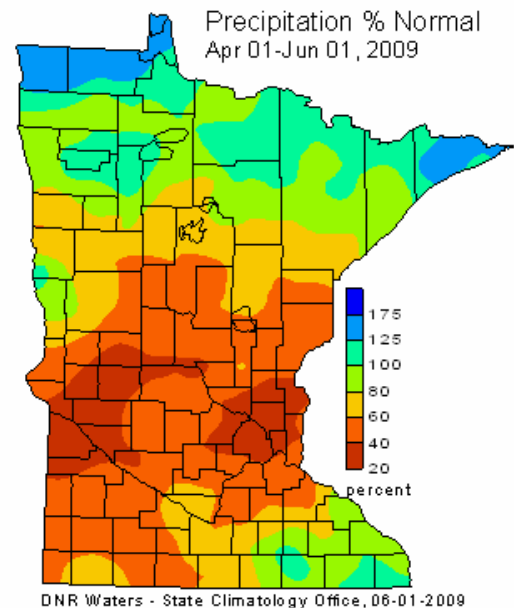 Precipitation % Normal
Apr 01-Jun 01, 2009
175
125
100
80
60
40
20
percent
DNR Waters - State Climatology Office, 06-01-2009